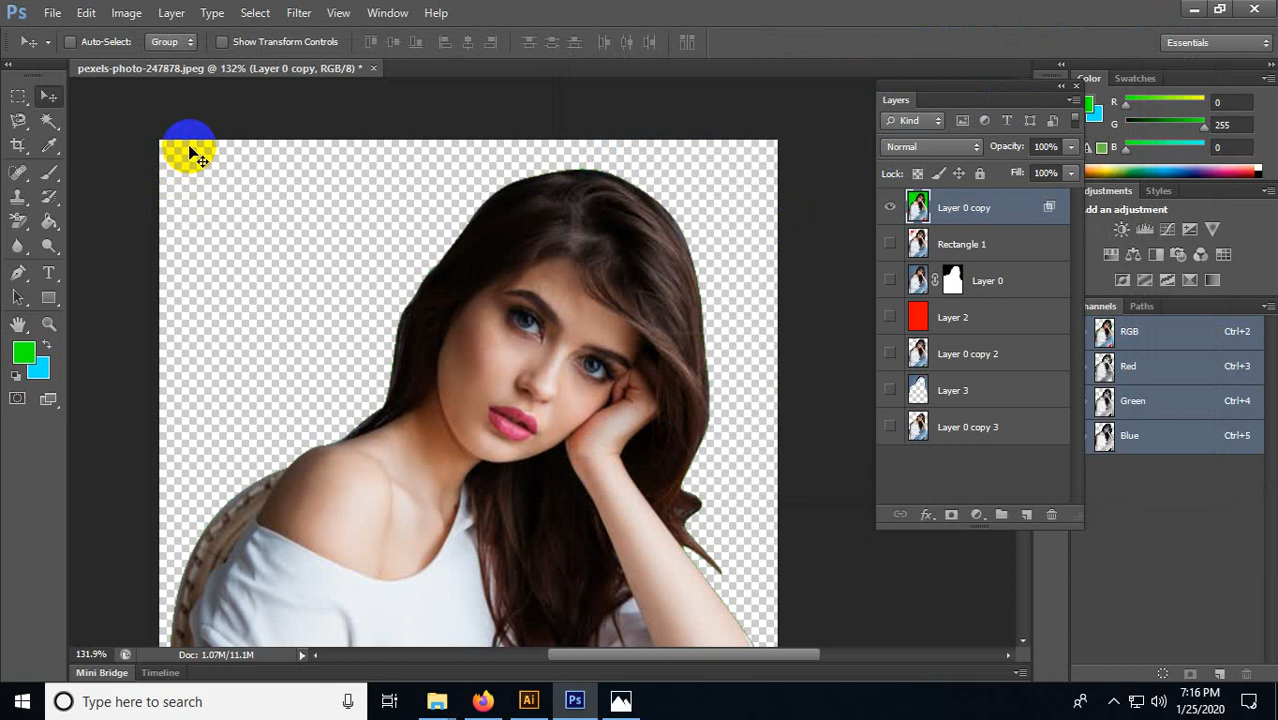 Ps File Edit Image Layer Type Select Filter 3D View Window Help
Auto-Select: Group Show Transform Controls Essentials
pexels-photo-247878.jpeg @ 132% (Layer 0 copy, RGB/8) * ×
Layers
Kind
Normal Opacity: 100%
Lock: Fill: 100%
Layer 0 copy
Rectangle 1
Layer 0
Layer 2
Layer 0 copy 2
Layer 3
Layer 0 copy 3
fx
Color Swatches
R 0
G 255
B 0
Adjustments Styles
Add an adjustment
hannels Paths
RGB Ctrl+2
Red Ctrl+3
Green Ctrl+4
Blue Ctrl+5
131.9% Doc: 1.07M/11.1M
Mini Bridge Timeline
Type here to search
Ai Ps
7:16 PM
1/25/2020